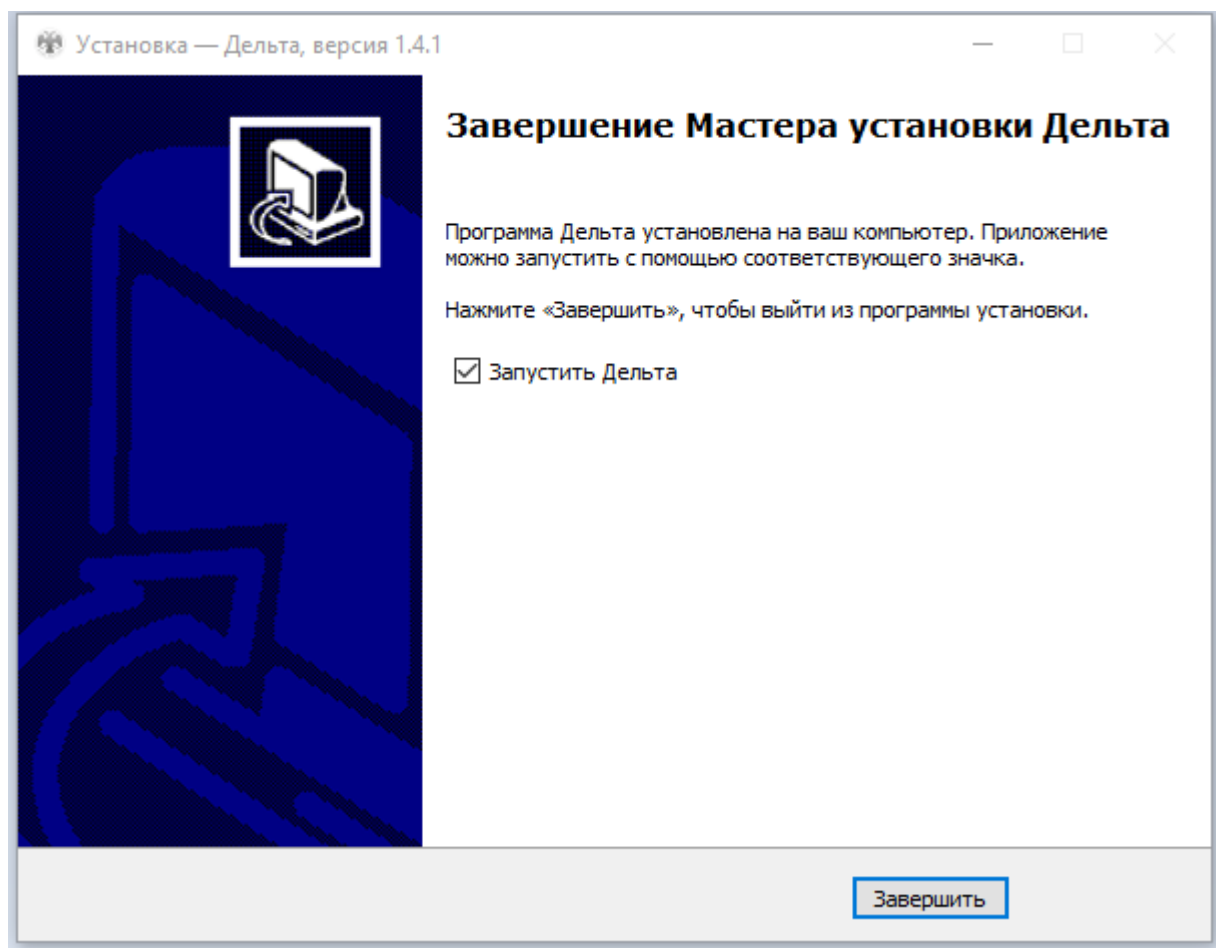 Установка — Дельта, версия 1.4.1
Завершение Мастера установки Дельта
Программа Дельта установлена на ваш компьютер. Приложение
можно запустить с помощью соответствующего значка.
Нажмите «Завершить», чтобы выйти из программы установки.
Запустить Дельта
Завершить